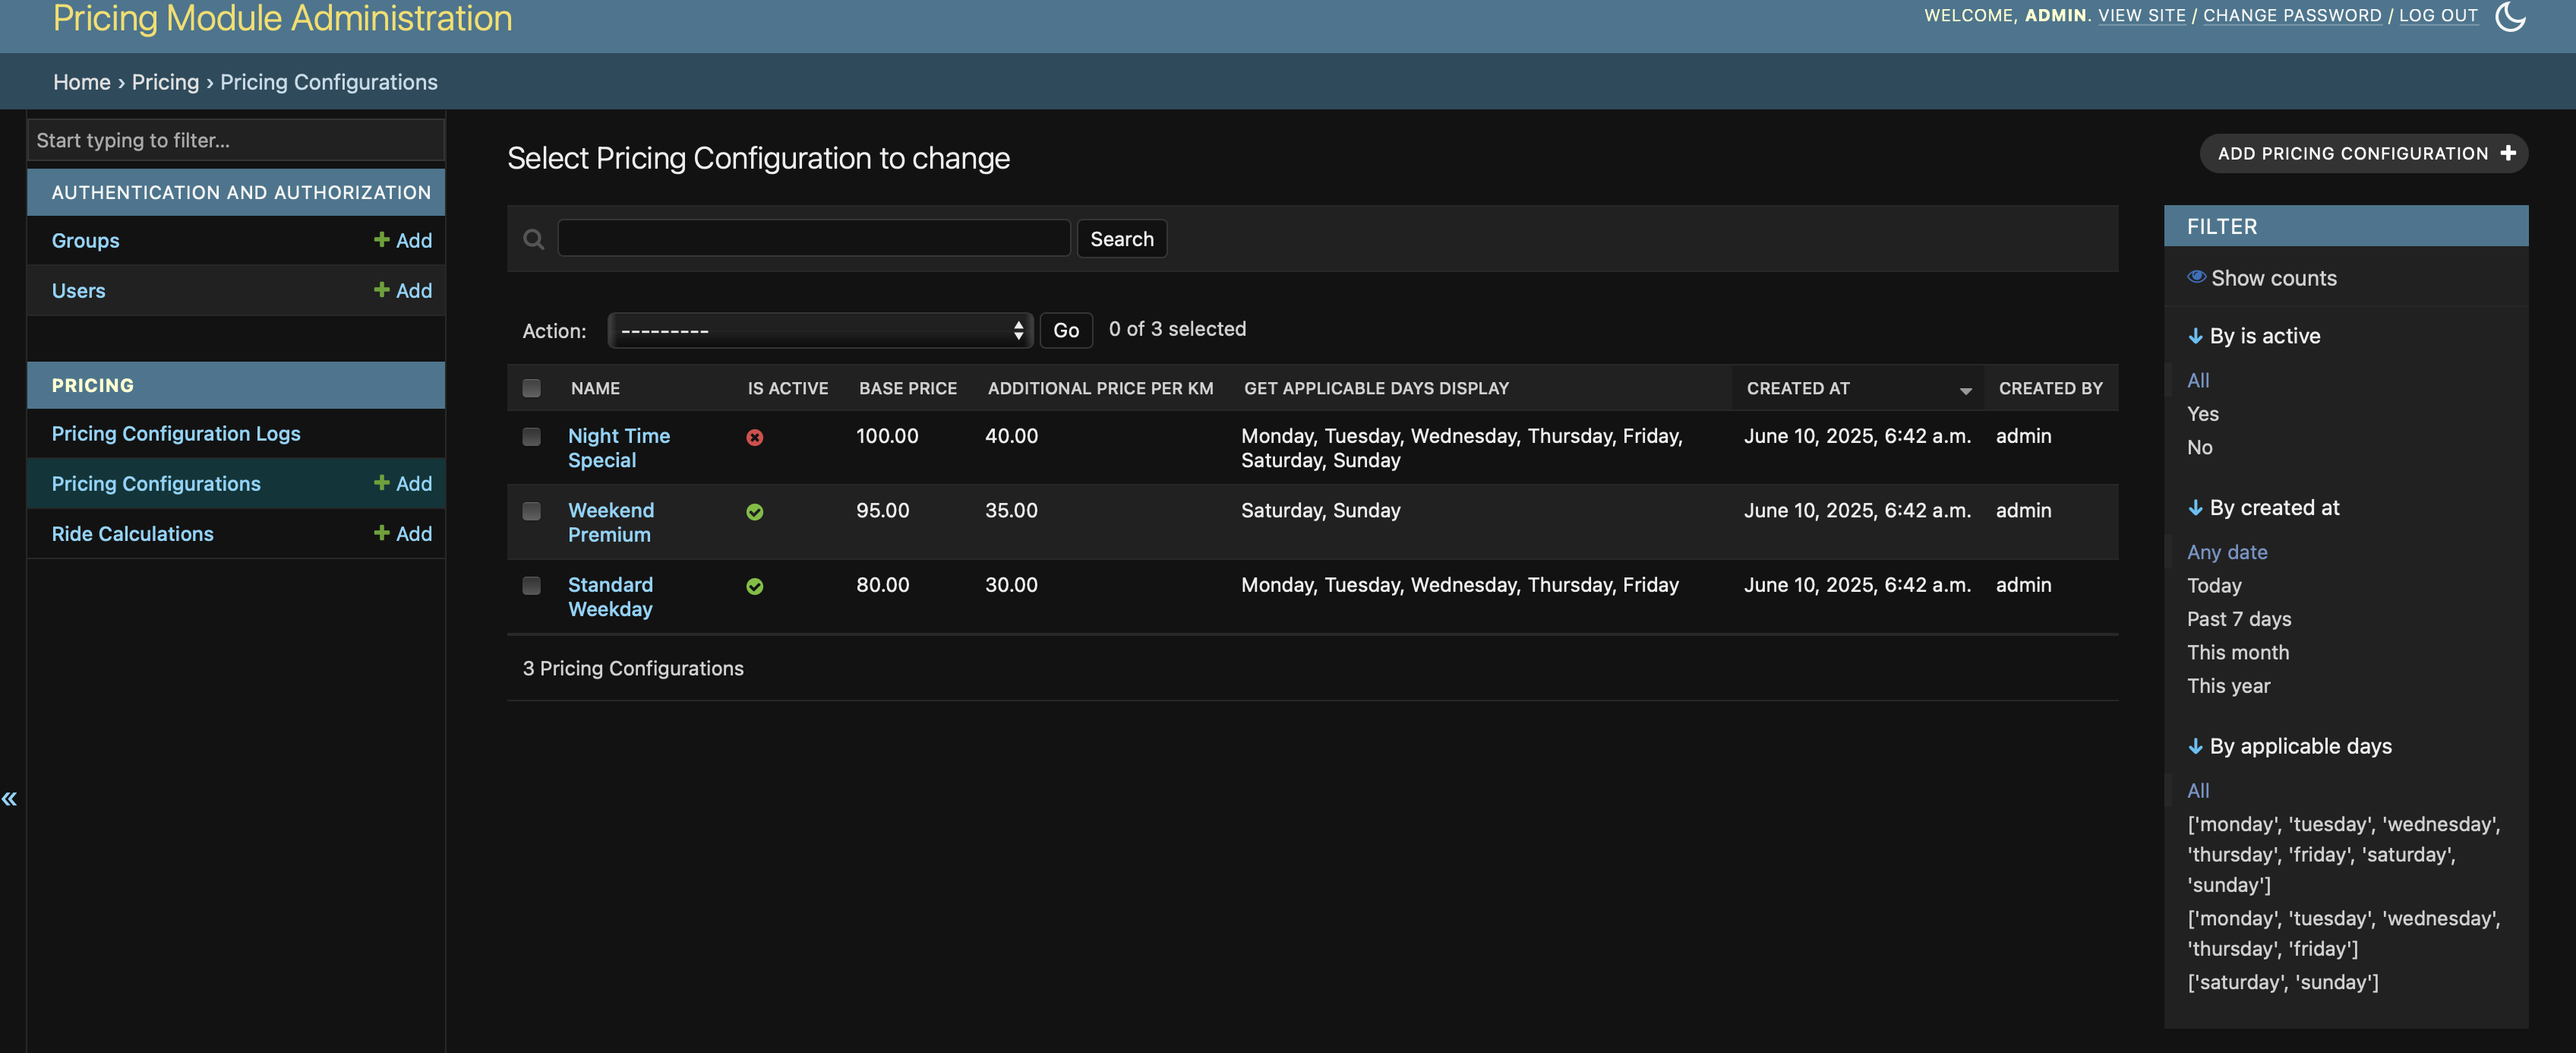 Pricing Module Administration
WELCOME, ADMIN. VIEW SITE / CHANGE PASSWORD / LOG OUT
Home › Pricing › Pricing Configurations
Start typing to filter...
AUTHENTICATION AND AUTHORIZATION
Groups + Add
Users + Add
PRICING
Pricing Configuration Logs
Pricing Configurations + Add
Ride Calculations + Add
«
Select Pricing Configuration to change
ADD PRICING CONFIGURATION +
Search
Action: --------- Go 0 of 3 selected
NAME IS ACTIVE BASE PRICE ADDITIONAL PRICE PER KM GET APPLICABLE DAYS DISPLAY CREATED AT CREATED BY
Night Time 100.00 40.00 Monday, Tuesday, Wednesday, Thursday, Friday, June 10, 2025, 6:42 a.m. admin
Special Saturday, Sunday
Weekend 95.00 35.00 Saturday, Sunday June 10, 2025, 6:42 a.m. admin
Premium
Standard 80.00 30.00 Monday, Tuesday, Wednesday, Thursday, Friday June 10, 2025, 6:42 a.m. admin
Weekday
3 Pricing Configurations
FILTER
Show counts
↓ By is active
All
Yes
No
↓ By created at
Any date
Today
Past 7 days
This month
This year
↓ By applicable days
All
['monday', 'tuesday', 'wednesday',
'thursday', 'friday', 'saturday',
'sunday']
['monday', 'tuesday', 'wednesday',
'thursday', 'friday']
['saturday', 'sunday']